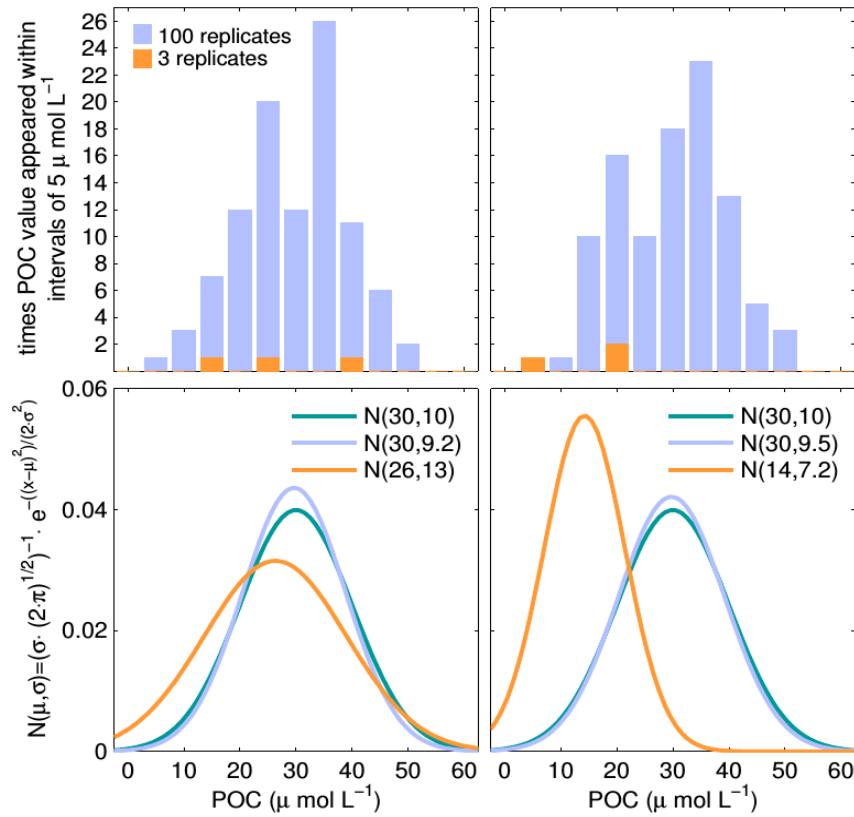 times POC value appeared within
intervals of 5 μ mol L⁻¹
26
24
22
20
18
16
14
12
10
8
6
4
2
100 replicates
3 replicates
N(μ,σ)=(σ· (2·π)^{1/2})^{-1} · e^{-((x-μ)^2)/(2·σ^2)}
0.06
0.04
0.02
0
N(30,10)
N(30,9.2)
N(26,13)
N(30,10)
N(30,9.5)
N(14,7.2)
0 10 20 30 40 50 60
0 10 20 30 40 50 60
POC (μ mol L⁻¹)
POC (μ mol L⁻¹)